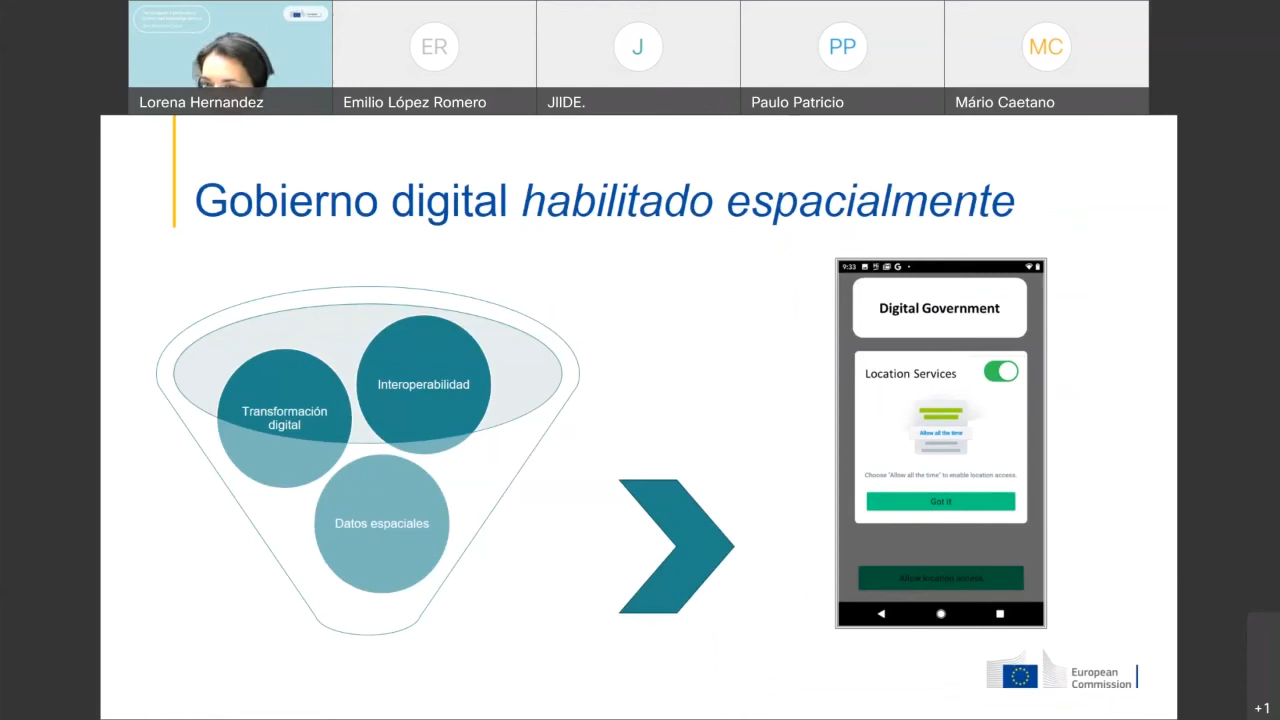 Lorena Hernandez
ER
Emilio López Romero
J
JIIDE.
PP
Paulo Patricio
MC
Mário Caetano
Gobierno digital habilitado espacialmente
Transformación
digital
Interoperabilidad
Datos espaciales
9:33
Digital Government
Location Services
Allow all the time
Choose "Allow all the time" to enable location access.
Got it
Allow location access
European
Commission
+1